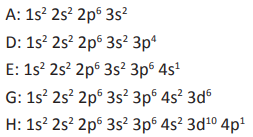 A: 1s² 2s² 2p⁶ 3s²
D: 1s² 2s² 2p⁶ 3s² 3p⁴
E: 1s² 2s² 2p⁶ 3s² 3p⁶ 4s¹
G: 1s² 2s² 2p⁶ 3s² 3p⁶ 4s² 3d⁶
H: 1s² 2s² 2p⁶ 3s² 3p⁶ 4s² 3d¹⁰ 4p¹